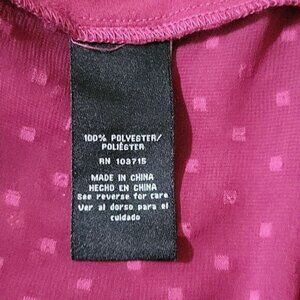 100% POLYESTER/
POLIÉSTER
RN 103715
MADE IN CHINA
HECHO EN CHINA
See reverse for care
Ver al dorso para el
cuidado